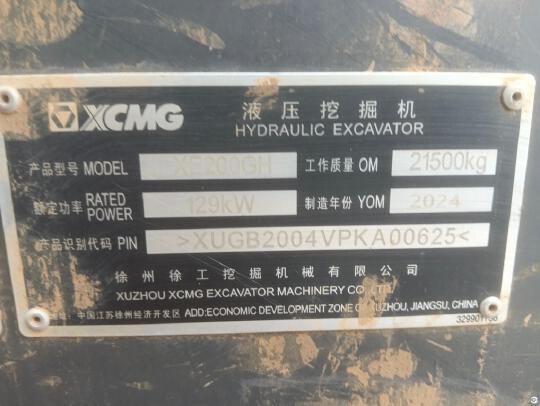 XCMG 液压挖掘机
HYDRAULIC EXCAVATOR
产品型号 MODEL XE200GH 工作质量 OM 21500kg
额定功率 RATED POWER 129kW 制造年份 YOM 2024
产品识别代码 PIN >XUGB2004VPKA00625<
徐州徐工挖掘机械有限公司
XUZHOU XCMG EXCAVATOR MACHINERY CO.,LTD.
地址: 中国江苏徐州经济开发区 ADD:ECONOMIC DEVELOPMENT ZONE OF XUZHOU, JIANGSU, CHINA